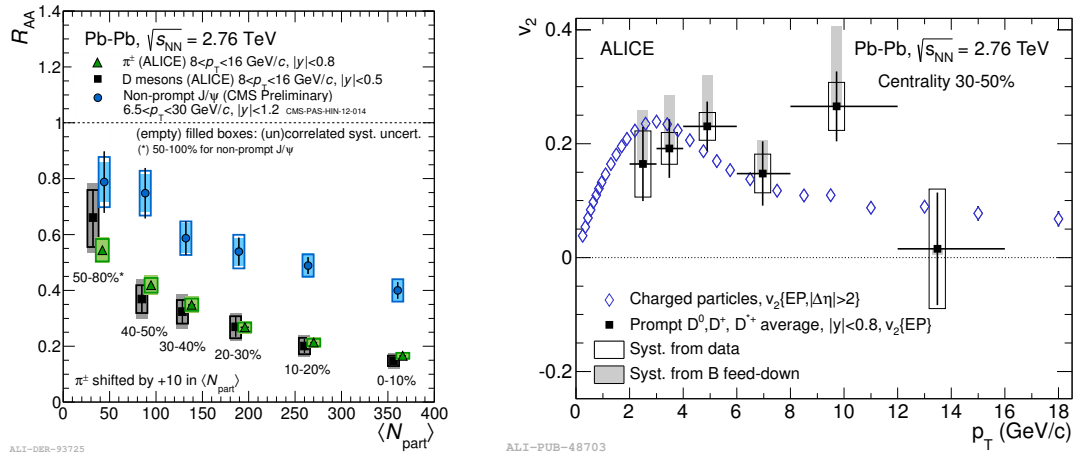 R_AA
1.4
1.2
1
0.8
0.6
0.4
0.2
0
Pb-Pb, √s_NN = 2.76 TeV
π± (ALICE) 8<p_T<16 GeV/c, |y|<0.8
D mesons (ALICE) 8<p_T<16 GeV/c, |y|<0.5
Non-prompt J/ψ (CMS Preliminary)
6.5<p_T<30 GeV/c, |y|<1.2 CMS-PAS-HIN-12-014
(empty) filled boxes: (un)correlated syst. uncert.
(*) 50-100% for non-prompt J/ψ
50-80%*
40-50%
30-40%
20-30%
10-20%
0-10%
π± shifted by +10 in ⟨N_part⟩
0 50 100 150 200 250 300 350 400
⟨N_part⟩
ALI-DER-93725
v_2
0.4
0.2
0
-0.2
ALICE
Pb-Pb, √s_NN = 2.76 TeV
Centrality 30-50%
Charged particles, v_2{EP,|Δη|>2}
Prompt D^0,D^+, D^*+ average, |y|<0.8, v_2{EP}
Syst. from data
Syst. from B feed-down
0 2 4 6 8 10 12 14 16 18
p_T (GeV/c)
ALI-PUB-48703